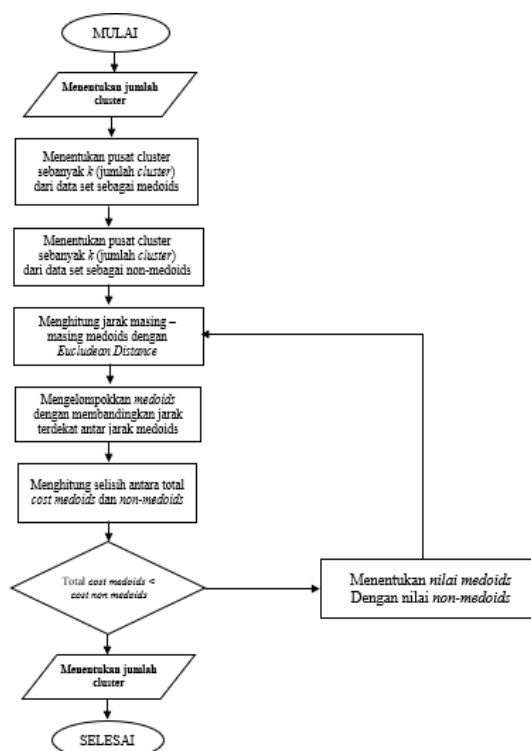 MULAI
Menentukan jumlah
cluster
Menentukan pusat cluster
sebanyak k (jumlah cluster)
dari data set sebagai medoids
Menentukan pusat cluster
sebanyak k (jumlah cluster)
dari data set sebagai non-medoids
Menghitung jarak masing –
masing medoids dengan
Eucludean Distance
Mengelompokkan medoids
dengan membandingkan jarak
terdekat antar jarak medoids
Menghitung selisih antara total
cost medoids dan non-medoids
Total cost medoids <
cost non medoids
Menentukan nilai medoids
Dengan nilai non-medoids
Menentukan jumlah
cluster
SELESAI